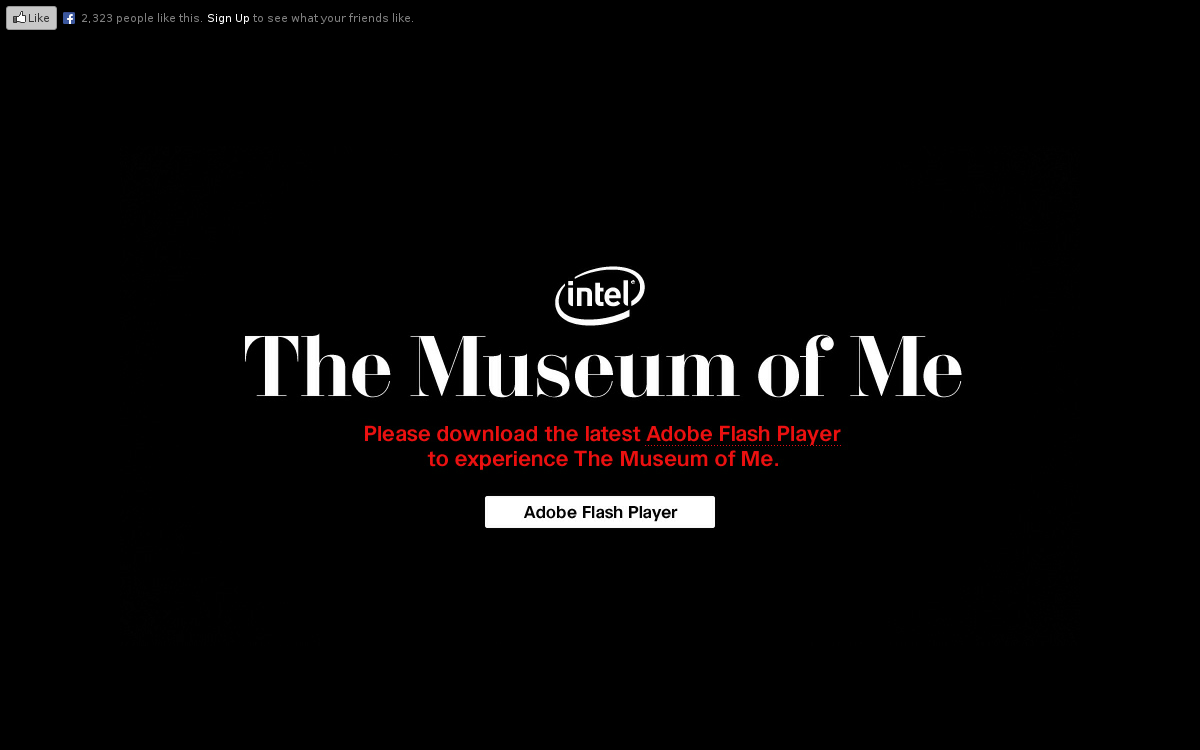 Like 2,323 people like this. Sign Up to see what your friends like.
intel
The Museum of Me
Please download the latest Adobe Flash Player
to experience The Museum of Me.
Adobe Flash Player